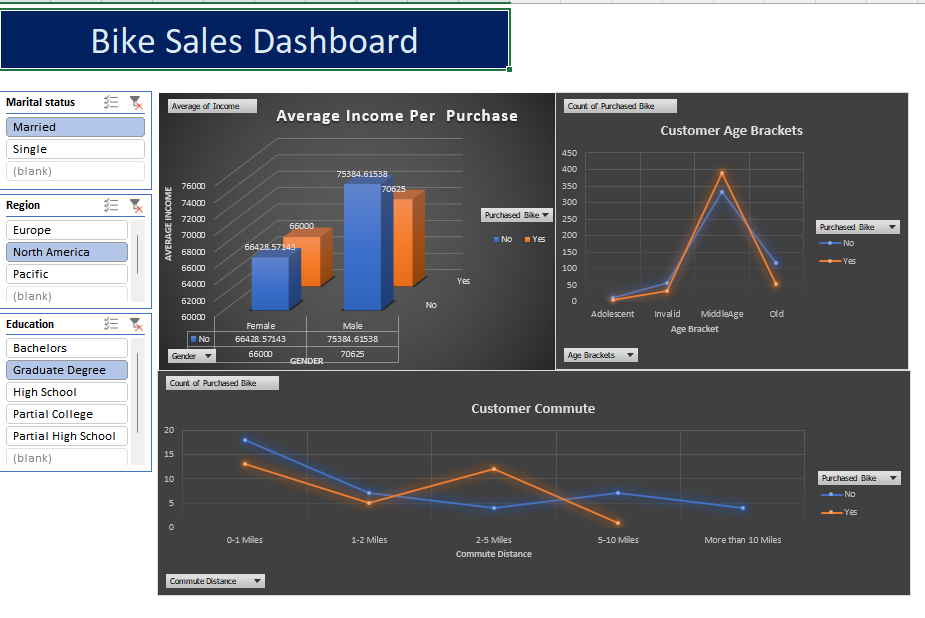 Bike Sales Dashboard
Marital status
Married
Single
(blank)
Region
Europe
North America
Pacific
(blank)
Education
Bachelors
Graduate Degree
High School
Partial College
Partial High School
(blank)
Average of Income
Average Income Per Purchase
AVERAGE INCOME
76000
74000
72000
70000
68000
66000
64000
62000
60000
66428.57143
66000
75384.61538
70625
Purchased Bike
No Yes
Yes
No
Female Male
No 66428.57143 75384.61538
66000 70625
Gender
GENDER
Count of Purchased Bike
Customer Age Brackets
450
400
350
300
250
200
150
100
50
0
Adolescent Invalid MiddleAge Old
Age Bracket
Purchased Bike
No
Yes
Age Brackets
Count of Purchased Bike
Customer Commute
20
15
10
5
0
0-1 Miles 1-2 Miles 2-5 Miles 5-10 Miles More than 10 Miles
Commute Distance
Purchased Bike
No
Yes
Commute Distance